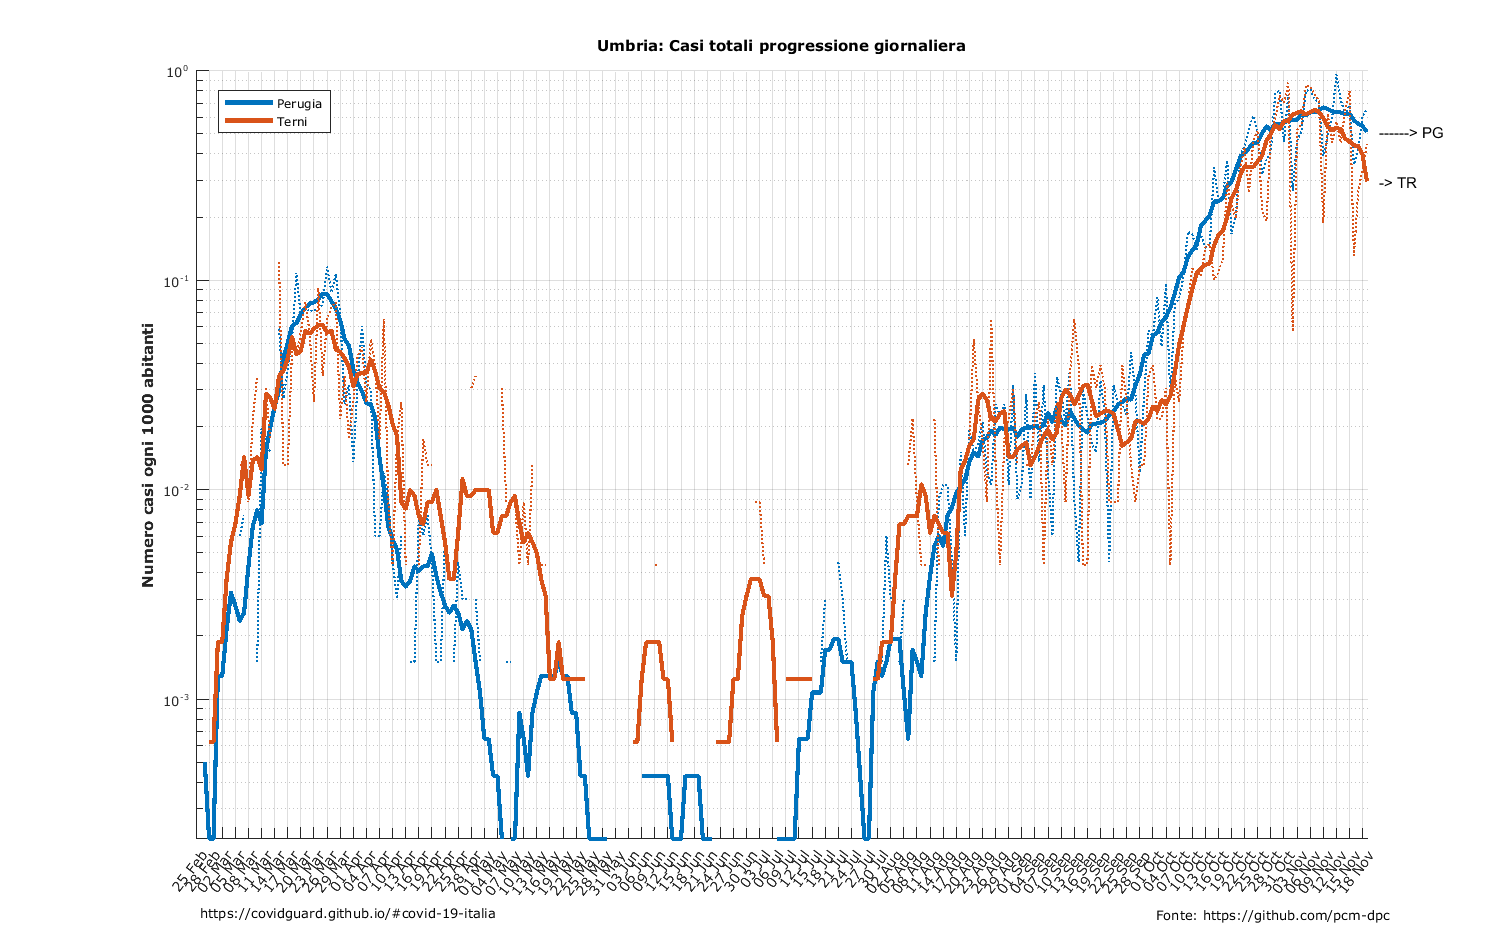 Umbria: Casi totali progressione giornaliera
Perugia
Terni
10⁰
10⁻¹
10⁻²
10⁻³
Numero casi ogni 1000 abitanti
------> PG
-> TR
25 Feb
28 Feb
02 Mar
05 Mar
08 Mar
11 Mar
14 Mar
17 Mar
20 Mar
23 Mar
26 Mar
29 Mar
01 Apr
04 Apr
07 Apr
10 Apr
13 Apr
16 Apr
19 Apr
22 Apr
25 Apr
28 Apr
01 May
04 May
07 May
10 May
13 May
16 May
19 May
22 May
25 May
28 May
31 May
03 Jun
06 Jun
09 Jun
12 Jun
15 Jun
18 Jun
21 Jun
24 Jun
27 Jun
30 Jun
03 Jul
06 Jul
09 Jul
12 Jul
15 Jul
18 Jul
21 Jul
24 Jul
27 Jul
30 Jul
02 Aug
05 Aug
08 Aug
11 Aug
14 Aug
17 Aug
20 Aug
23 Aug
26 Aug
29 Aug
01 Sep
04 Sep
07 Sep
10 Sep
13 Sep
16 Sep
19 Sep
22 Sep
25 Sep
28 Sep
01 Oct
04 Oct
07 Oct
10 Oct
13 Oct
16 Oct
19 Oct
22 Oct
25 Oct
28 Oct
31 Oct
03 Nov
06 Nov
09 Nov
12 Nov
15 Nov
18 Nov
https://covidguard.github.io/#covid-19-italia
Fonte: https://github.com/pcm-dpc